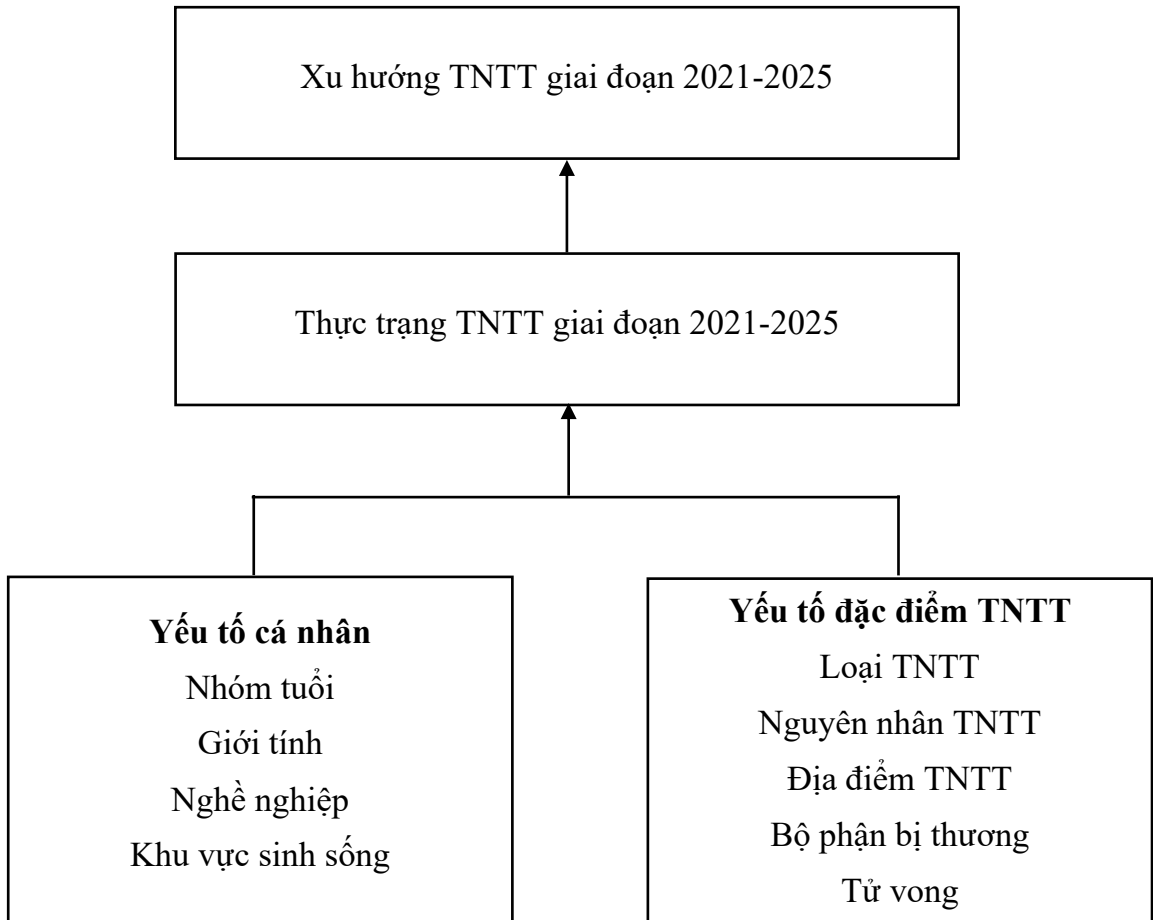 Xu hướng TNTT giai đoạn 2021-2025
Thực trạng TNTT giai đoạn 2021-2025
Yếu tố cá nhân
Nhóm tuổi
Giới tính
Nghề nghiệp
Khu vực sinh sống
Yếu tố đặc điểm TNTT
Loại TNTT
Nguyên nhân TNTT
Địa điểm TNTT
Bộ phận bị thương
Tử vong